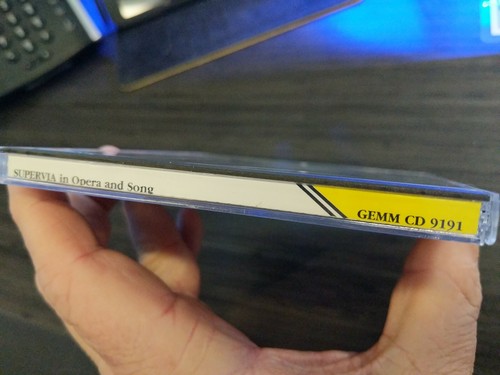 SUPERVIA in Opera and Song
GEMM CD 9191